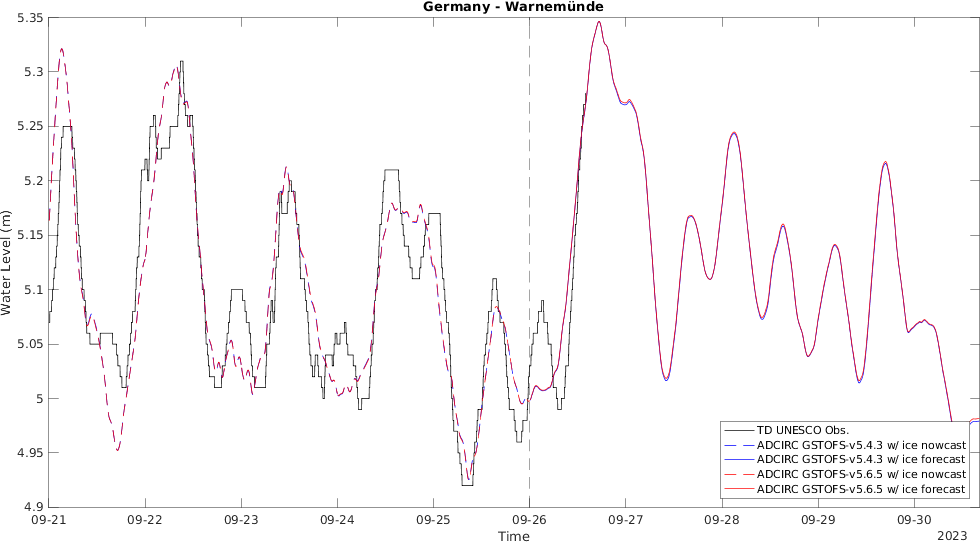 Germany - Warnemünde
5.35
5.3
5.25
5.2
5.15
5.1
5.05
5
4.95
4.9
Water Level (m)
09-21 09-22 09-23 09-24 09-25 09-26 09-27 09-28 09-29 09-30
Time
2023
TD UNESCO Obs.
ADCIRC GSTOFS-v5.4.3 w/ ice nowcast
ADCIRC GSTOFS-v5.4.3 w/ ice forecast
ADCIRC GSTOFS-v5.6.5 w/ ice nowcast
ADCIRC GSTOFS-v5.6.5 w/ ice forecast